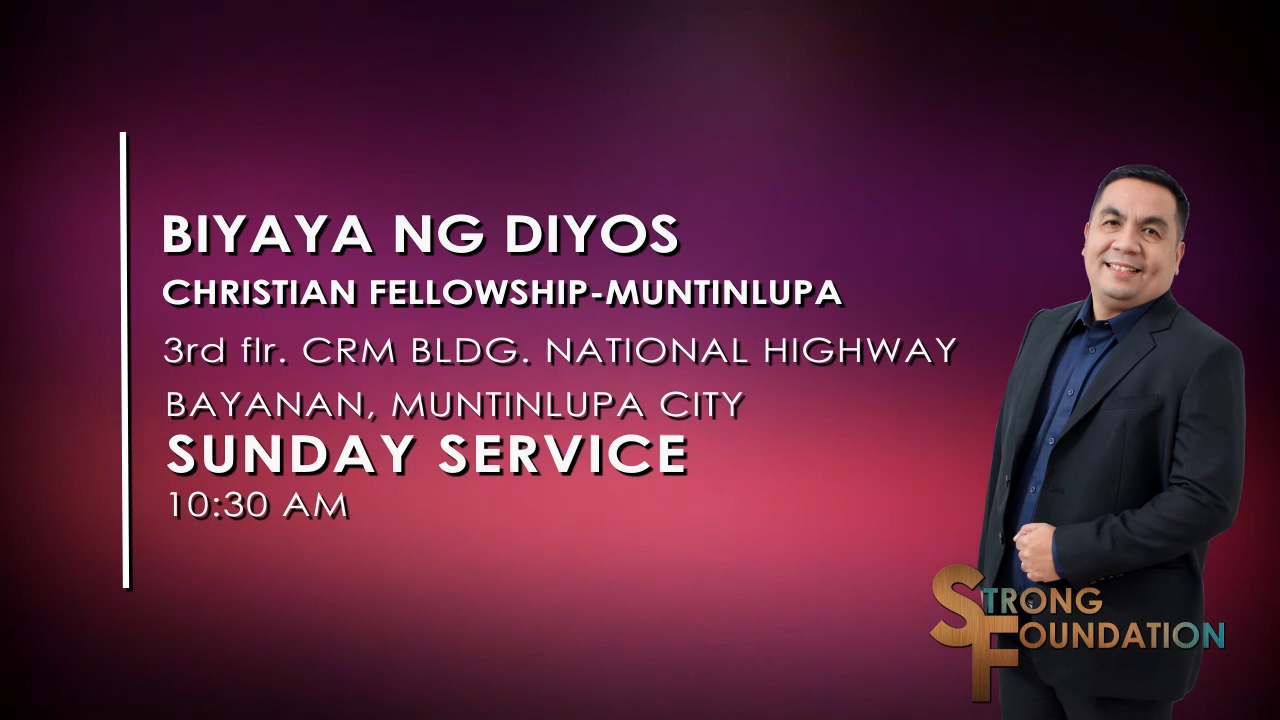 BIYAYA NG DIYOS
CHRISTIAN FELLOWSHIP-MUNTINLUPA
3rd flr. CRM BLDG. NATIONAL HIGHWAY
BAYANAN, MUNTINLUPA CITY
SUNDAY SERVICE
10:30 AM
STRONG
FOUNDATION